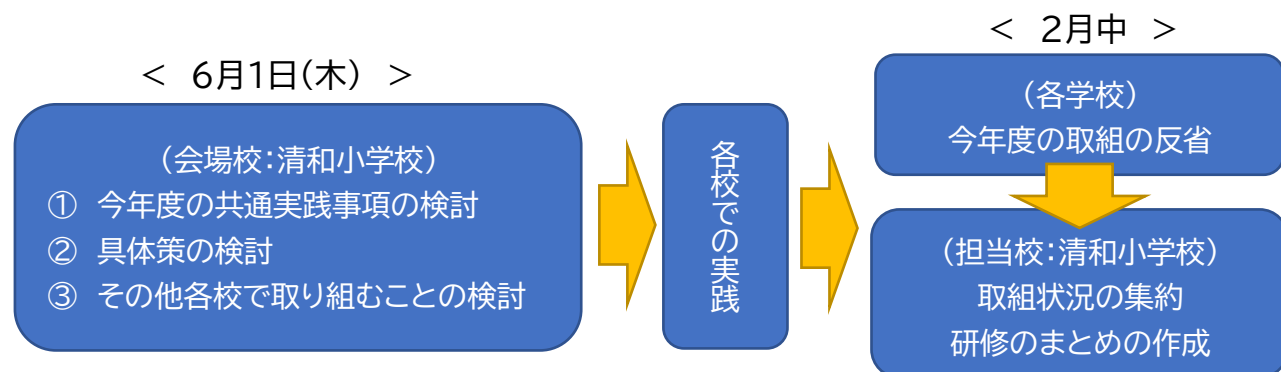 < 6月1日(木) >
(会場校:清和小学校)
① 今年度の共通実践事項の検討
② 具体策の検討
③ その他各校で取り組むことの検討
各校での実践
< 2月中 >
(各学校)
今年度の取組の反省
(担当校:清和小学校)
取組状況の集約
研修のまとめの作成